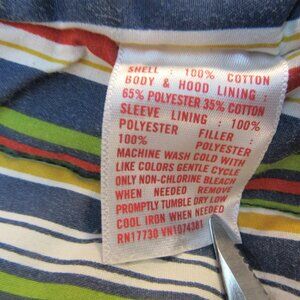 SHELL : 100% COTTON
BODY & HOOD LINING :
65% POLYESTER 35% COTTON
SLEEVE LINING : 100%
POLYESTER FILLER :
100% POLYESTER
MACHINE WASH COLD WITH
LIKE COLORS GENTLE CYCLE
ONLY NON-CHLORINE BLEACH
WHEN NEEDED REMOVE
PROMPTLY TUMBLE DRY LOW
COOL IRON WHEN NEEDED
RN17730 VN1074381